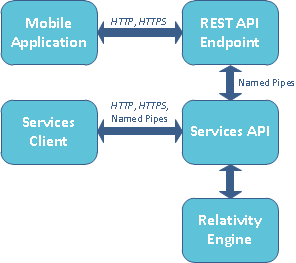 Mobile
Application
HTTP, HTTPS
REST API
Endpoint
Named Pipes
Services
Client
HTTP, HTTPS,
Named Pipes
Services API
Relativity
Engine